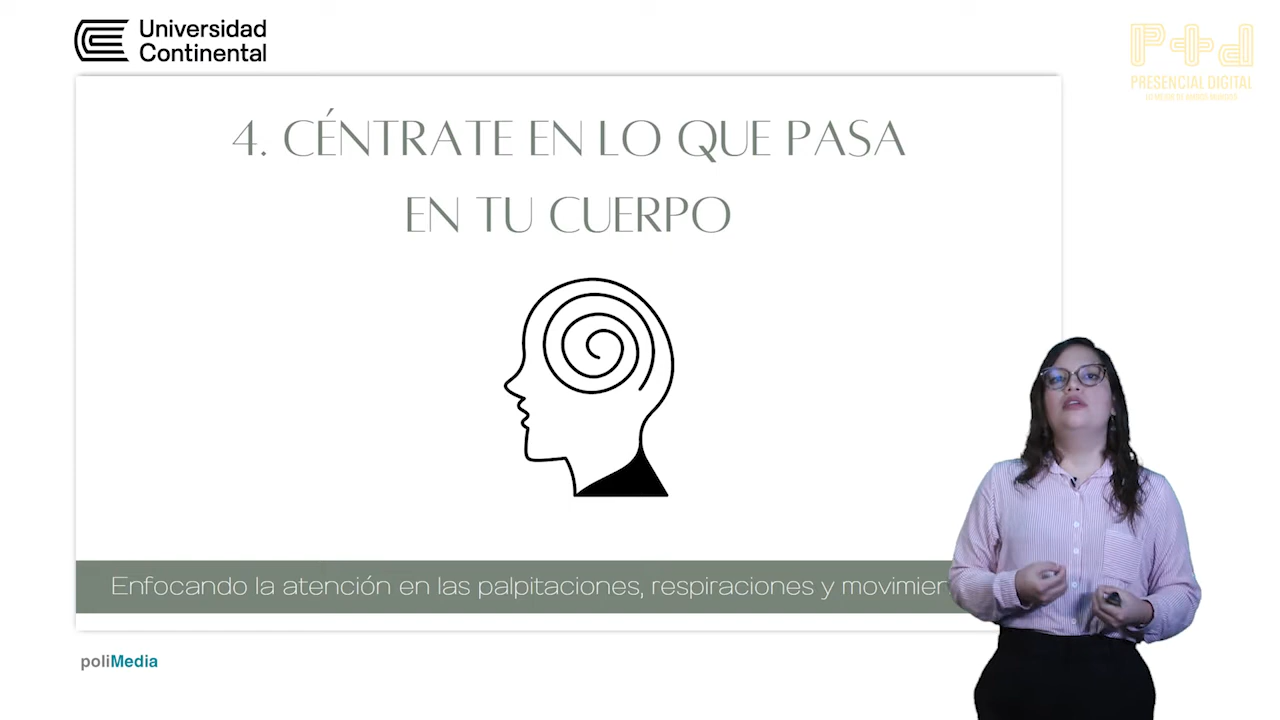 Universidad
Continental
P+d
PRESENCIAL DIGITAL
4. CÉNTRATE EN LO QUE PASA
EN TU CUERPO
Enfocando la atención en las palpitaciones, respiraciones y
poliMedia